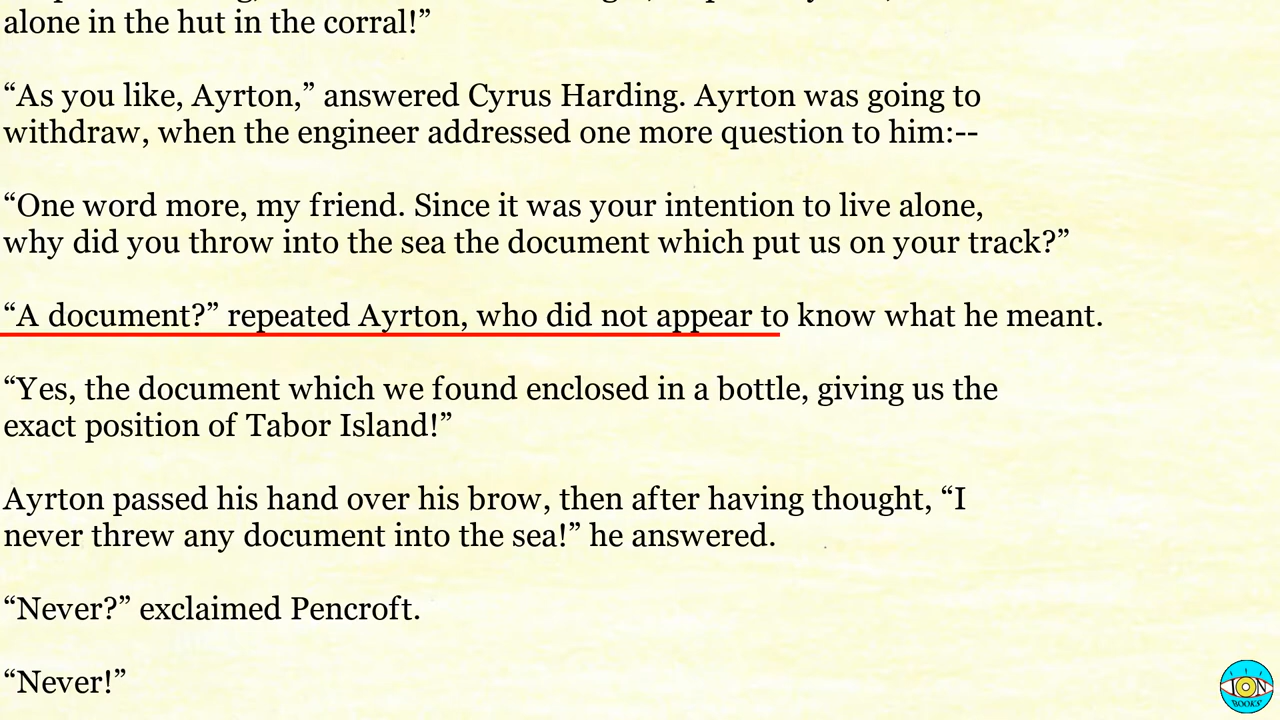 alone in the hut in the corral!”
“As you like, Ayrton,” answered Cyrus Harding. Ayrton was going to
withdraw, when the engineer addressed one more question to him:--
“One word more, my friend. Since it was your intention to live alone,
why did you throw into the sea the document which put us on your track?”
“A document?” repeated Ayrton, who did not appear to know what he meant.
“Yes, the document which we found enclosed in a bottle, giving us the
exact position of Tabor Island!”
Ayrton passed his hand over his brow, then after having thought, “I
never threw any document into the sea!” he answered.
“Never?” exclaimed Pencroft.
“Never!”
ION
BOOKS